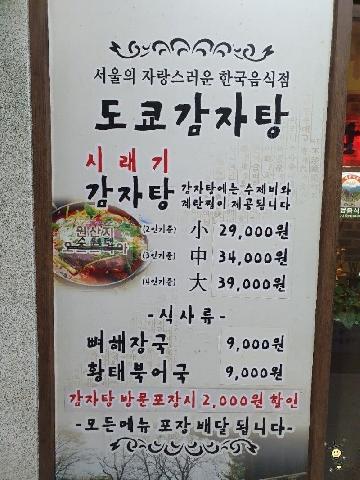 서울의 자랑스러운 한국음식점
도쿄감자탕
시래기
감자탕 감자탕에는 수제비와
계란찜이 제공됩니다
(2인기준) 小 29,000원
(3인기준) 中 34,000원
(4인기준) 大 39,000원
원산지
-식사류-
뼈해장국 9,000원
황태북어국 9,000원
감자탕 방문포장시 2,000원 할인
-모든메뉴 포장 배달 됩니다-